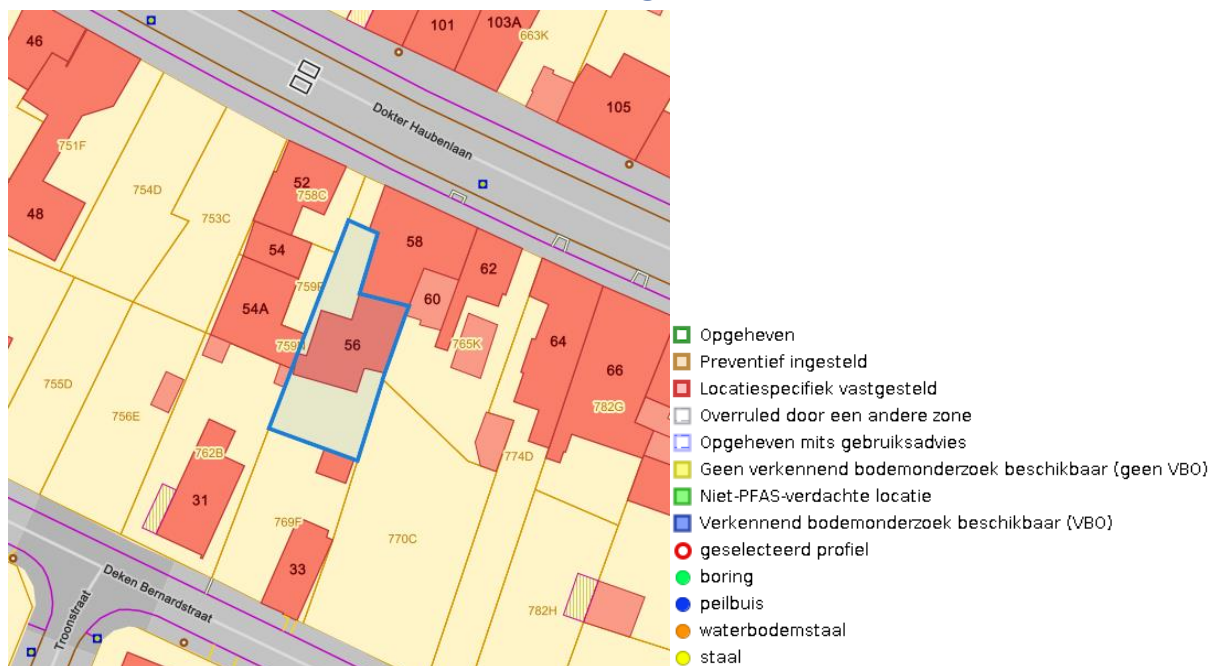 101
103A
663K
46
105
Dokter Haubenlaan
751F
754D
52
758C
753C
48
54
58
62
759P
60
54A
56
64
759N
765K
66
755D
782G
756E
762B
774D
31
769F
770C
33
782H
Deken Bernardstraat
Troonstraat
Opgeheven
Preventief ingesteld
Locatiespecifiek vastgesteld
Overruled door een andere zone
Opgeheven mits gebruiksadvies
Geen verkennend bodemonderzoek beschikbaar (geen VBO)
Niet-PFAS-verdachte locatie
Verkennend bodemonderzoek beschikbaar (VBO)
geselecteerd profiel
boring
peilbuis
waterbodemstaal
staal